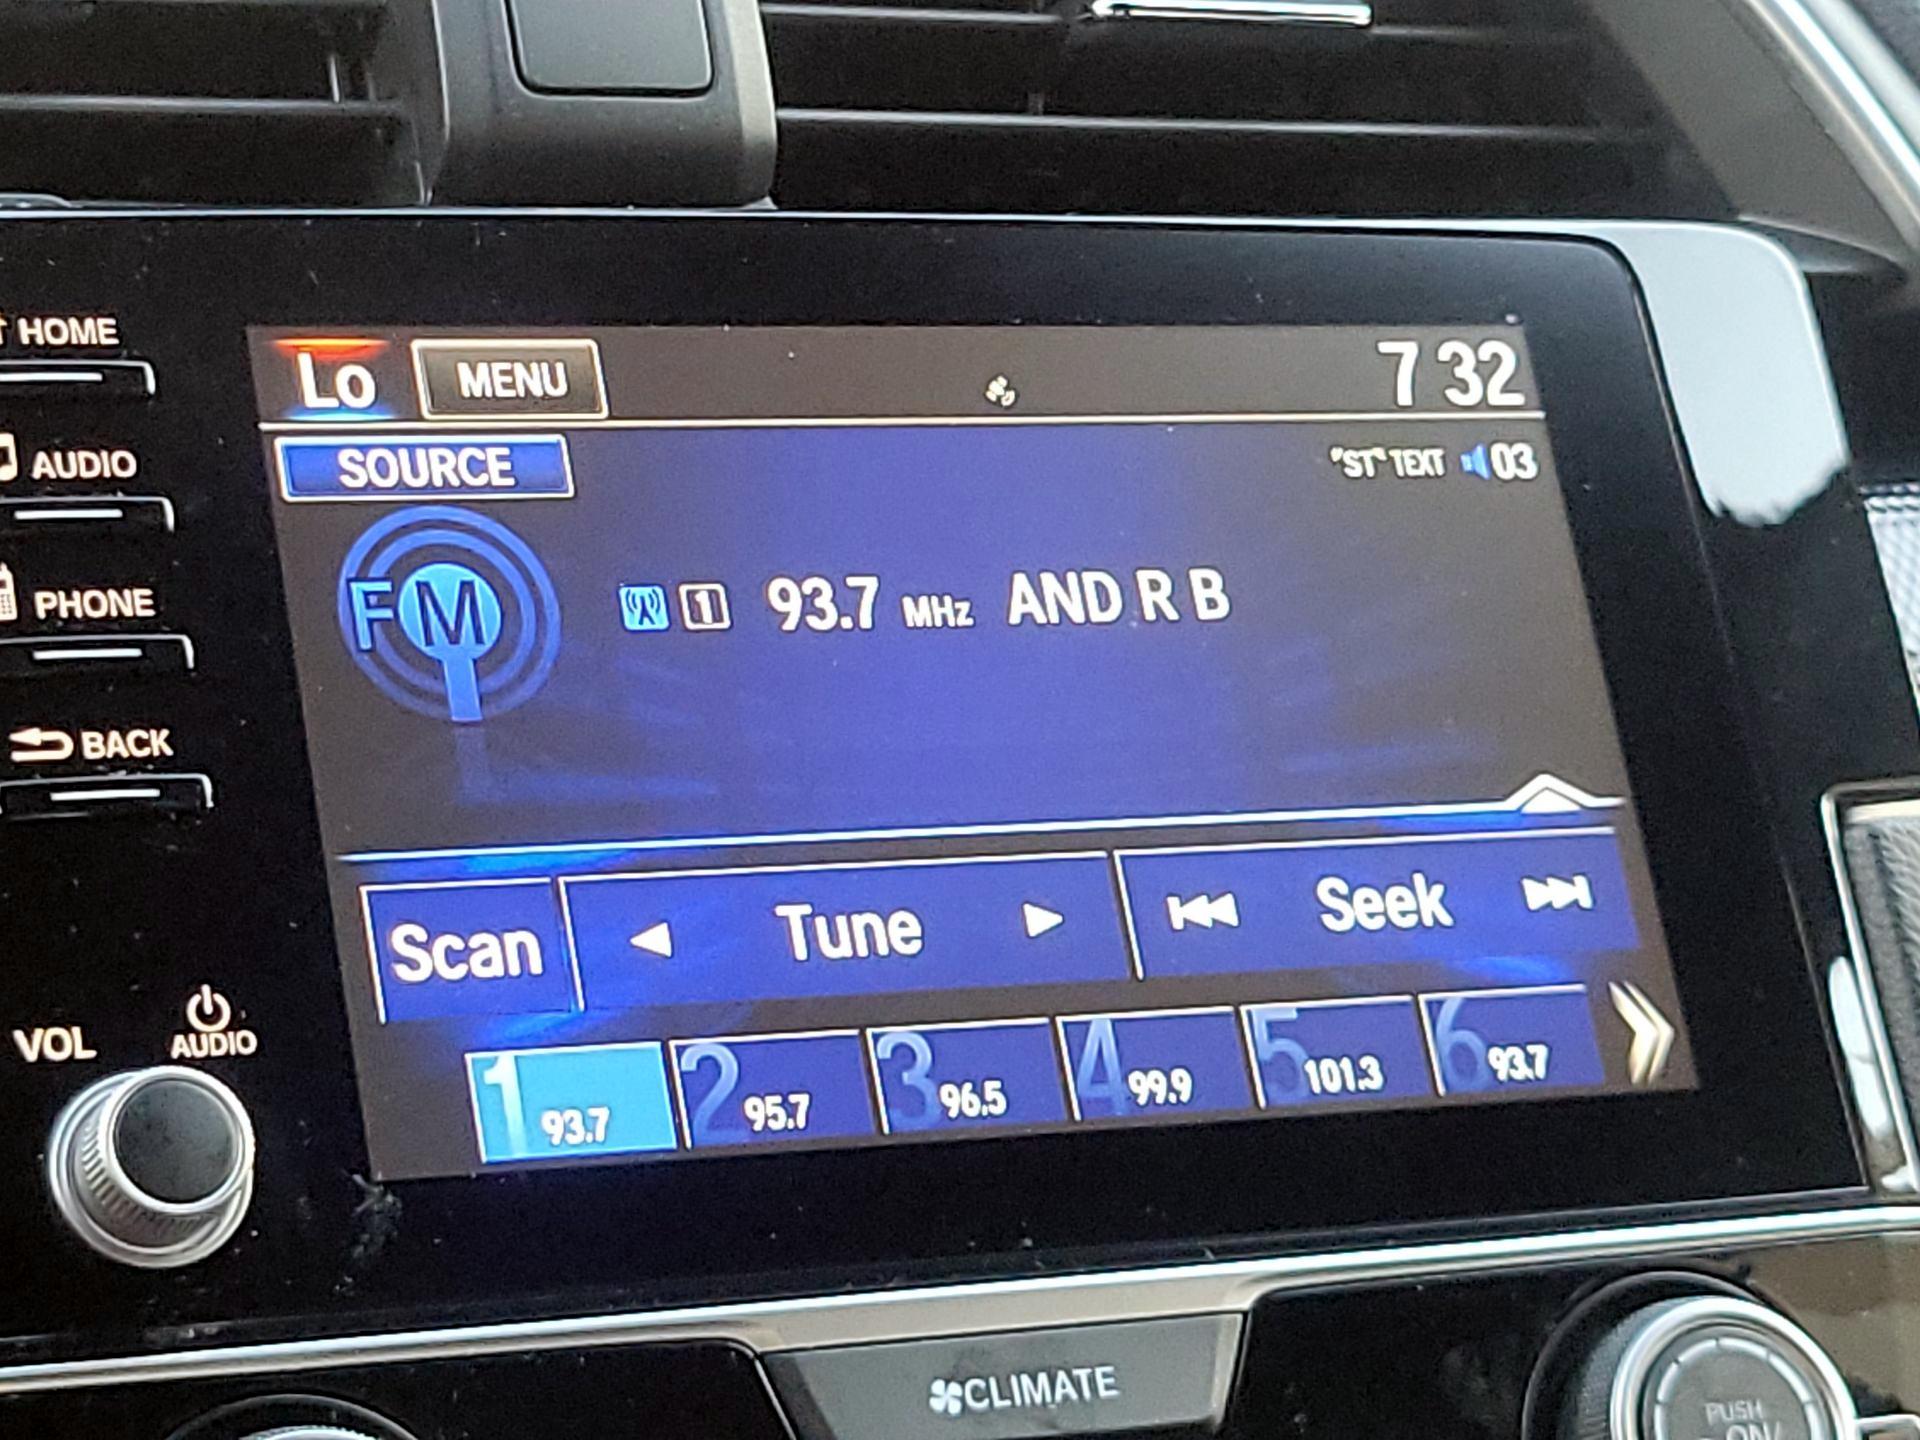 HOME
AUDIO
PHONE
BACK
VOL
AUDIO
Lo MENU 7 32
SOURCE "ST" TEXT 03
FM 1 93.7 MHz AND R B
Scan Tune Seek
1 93.7 2 95.7 3 96.5 4 99.9 5 101.3 6 93.7
CLIMATE
PUSH
ON/